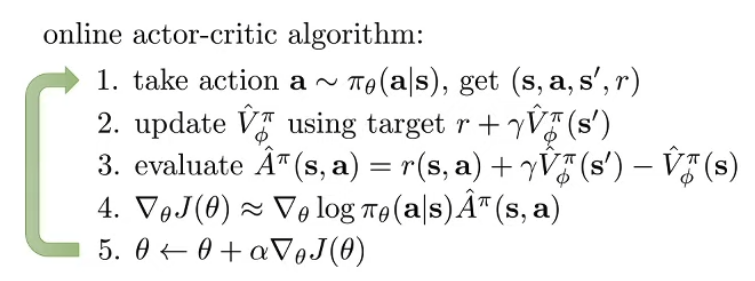 online actor-critic algorithm:
1. take action 𝐚 ∼ π_θ(𝐚|𝐬), get (𝐬, 𝐚, 𝐬′, r)
2. update V̂^π_ϕ using target r + γV̂^π_ϕ(𝐬′)
3. evaluate Â^π(𝐬, 𝐚) = r(𝐬, 𝐚) + γV̂^π_ϕ(𝐬′) − V̂^π_ϕ(𝐬)
4. ∇_θJ(θ) ≈ ∇_θ log π_θ(𝐚|𝐬)Â^π(𝐬, 𝐚)
5. θ ← θ + α∇_θJ(θ)